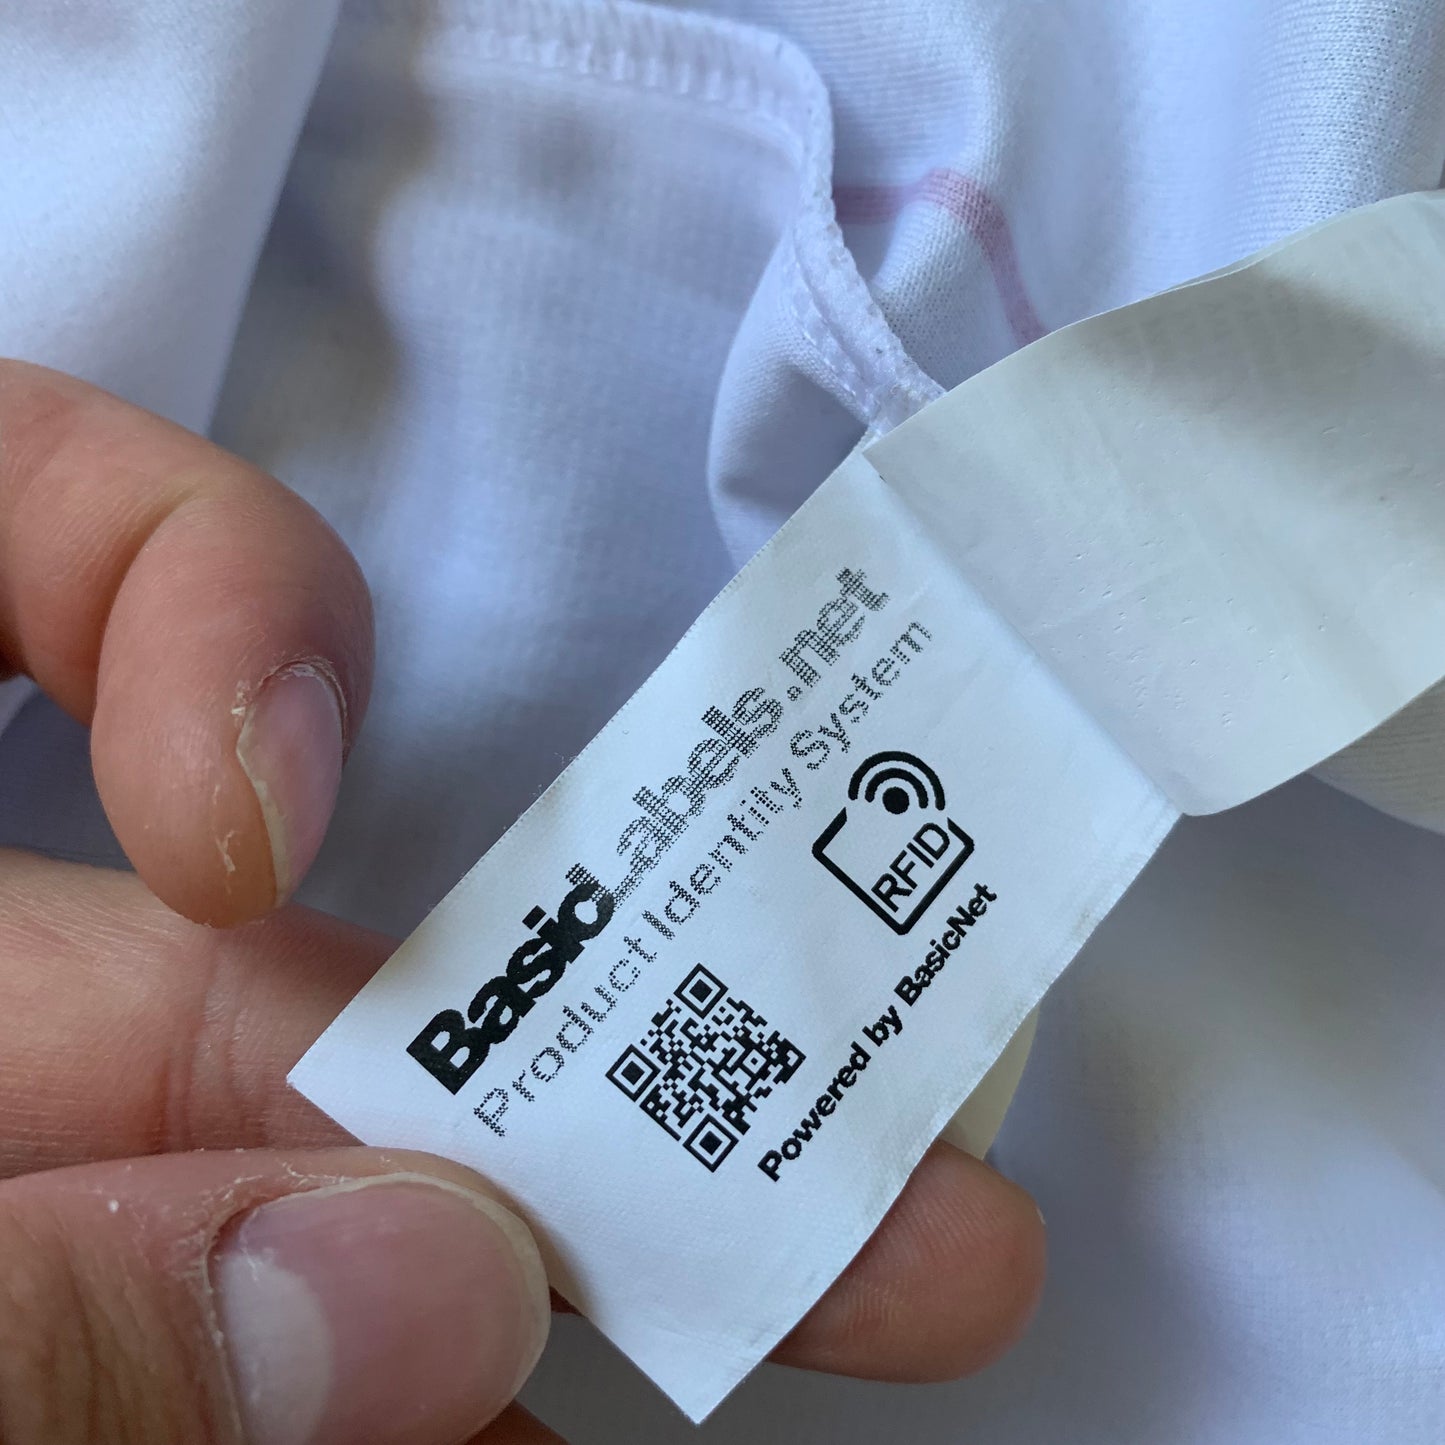 BasicLabels.net
Product Identity System
RFID
Powered by BasicNet